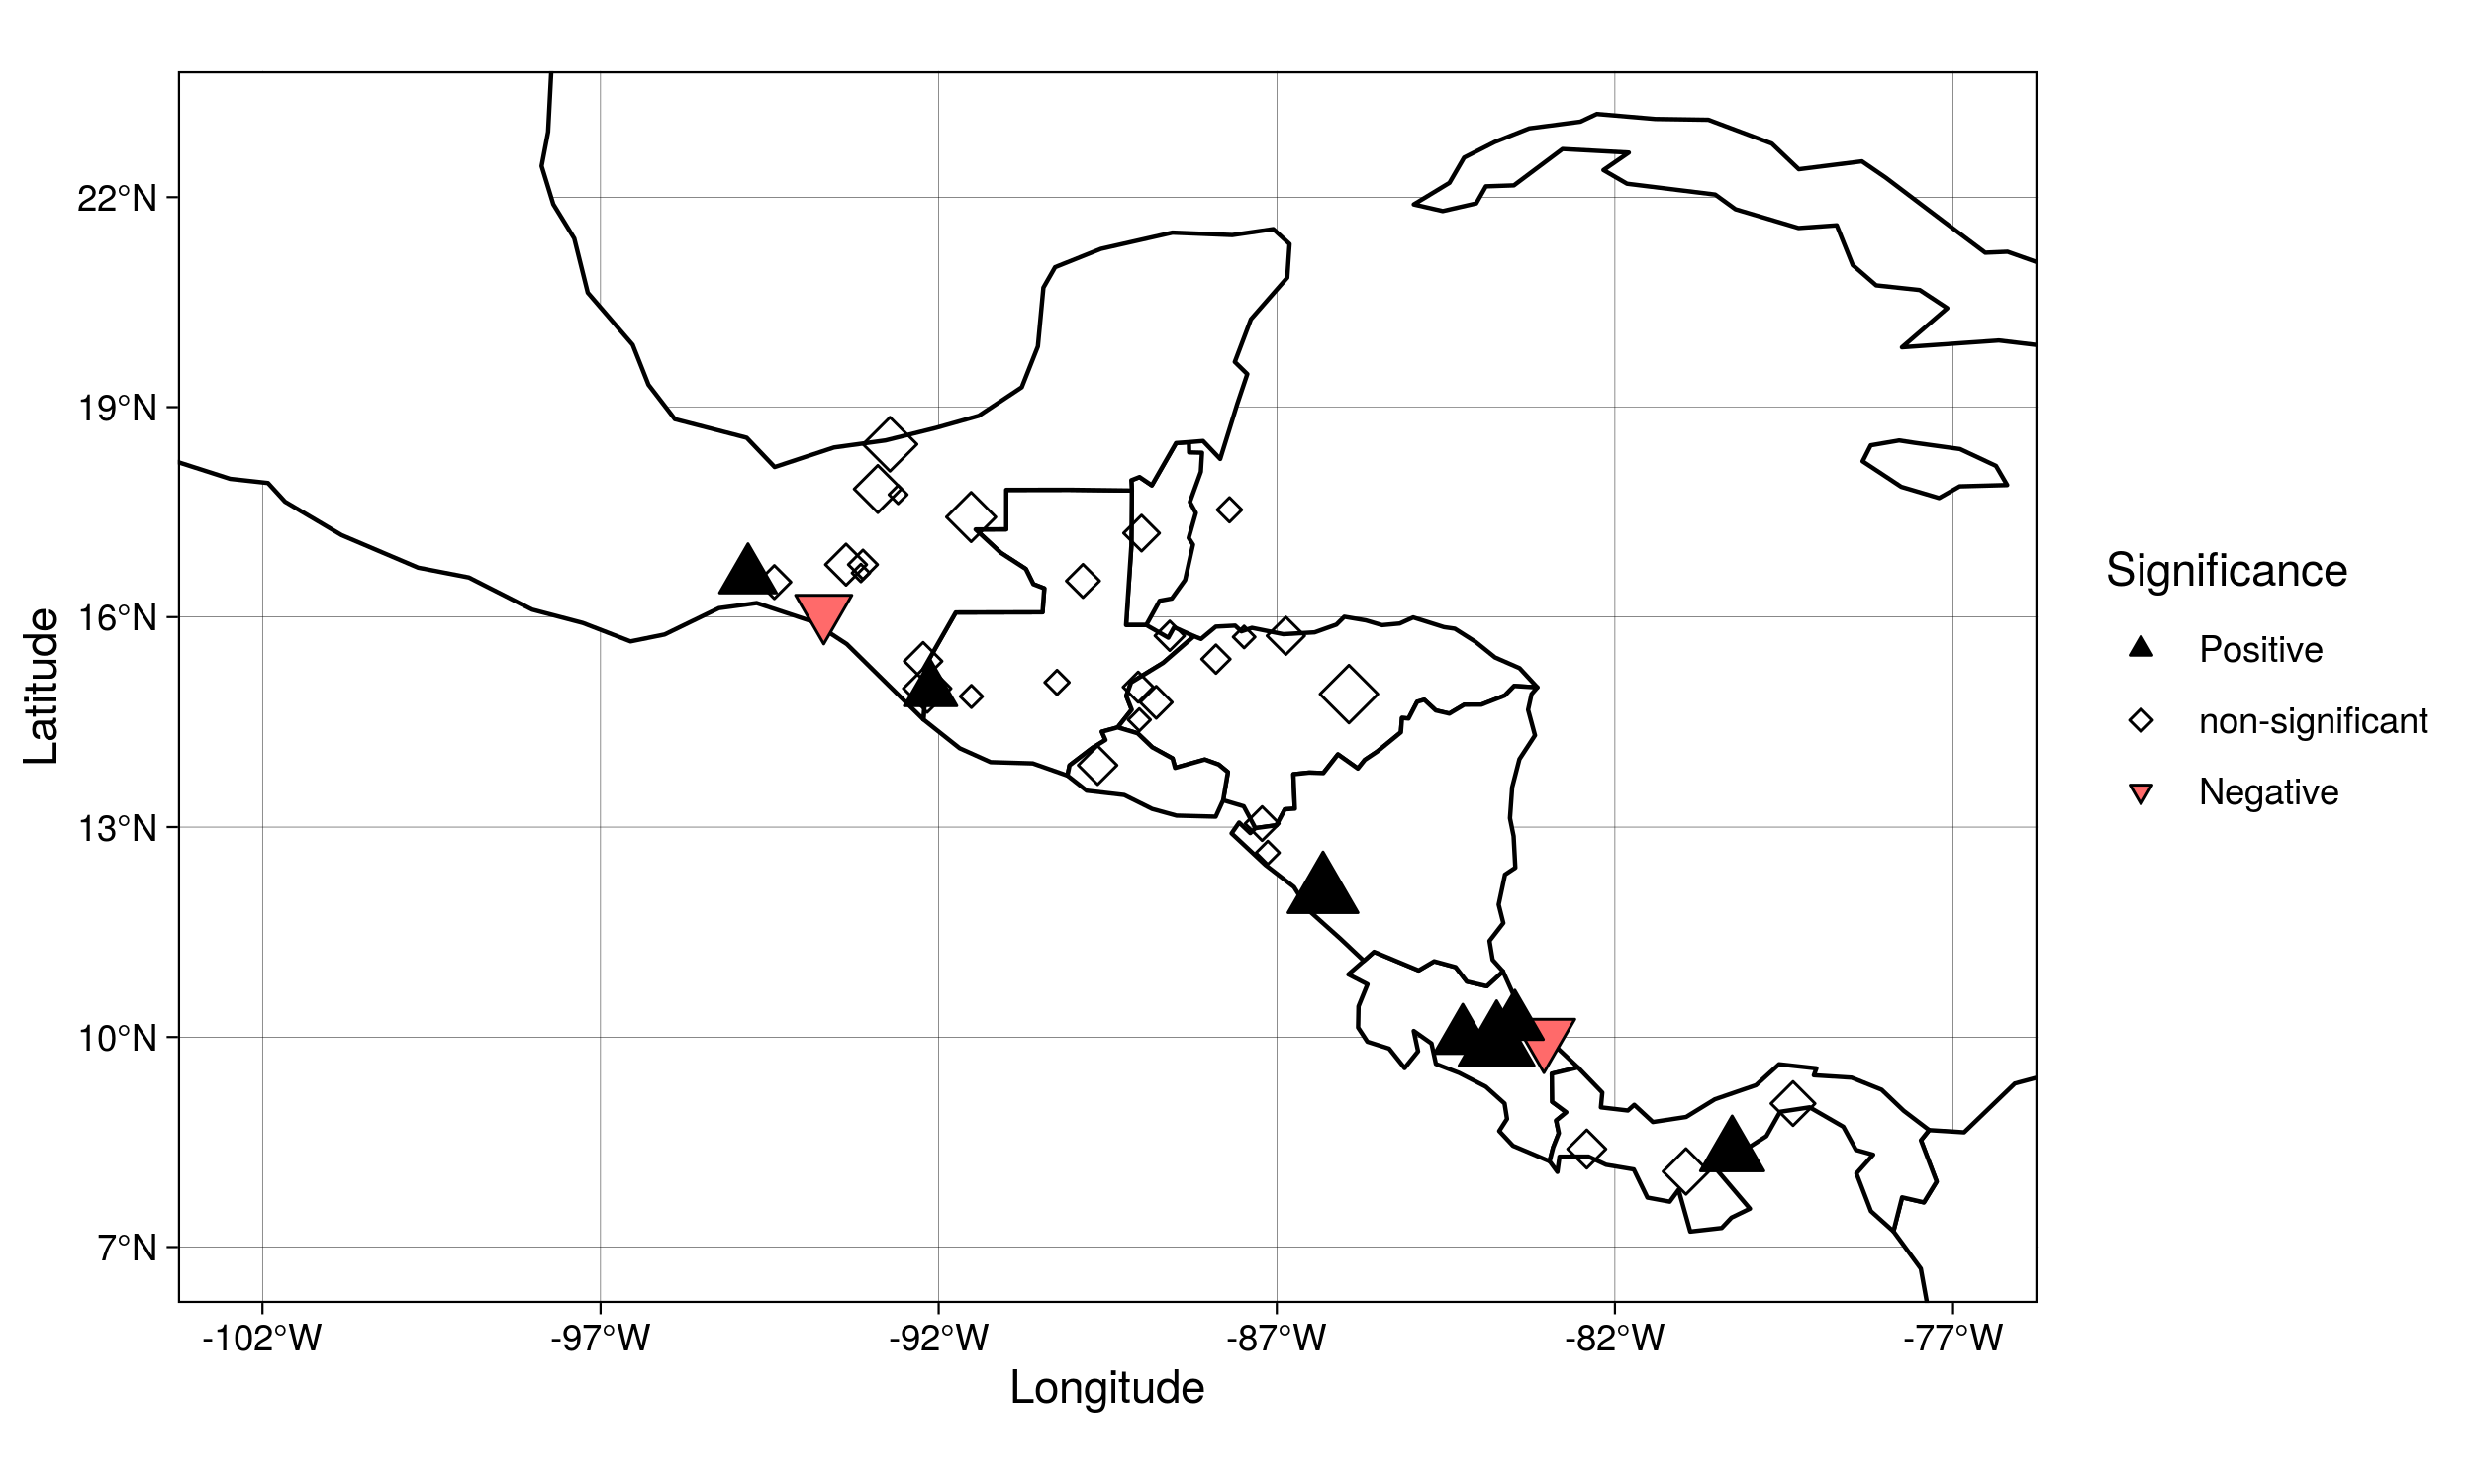 22°N
19°N
16°N
13°N
10°N
7°N
Latitude
-102°W
-97°W
-92°W
-87°W
-82°W
-77°W
Longitude
Significance
Positive
non-significant
Negative